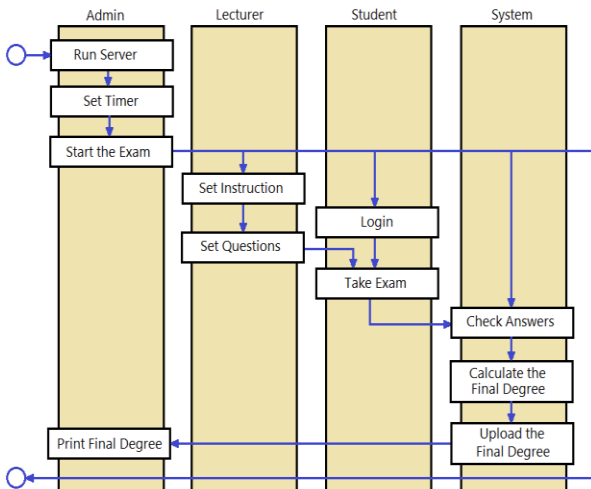 Admin
Lecturer
Student
System
Run Server
Set Timer
Start the Exam
Set Instruction
Login
Set Questions
Take Exam
Check Answers
Calculate the
Final Degree
Upload the
Final Degree
Print Final Degree